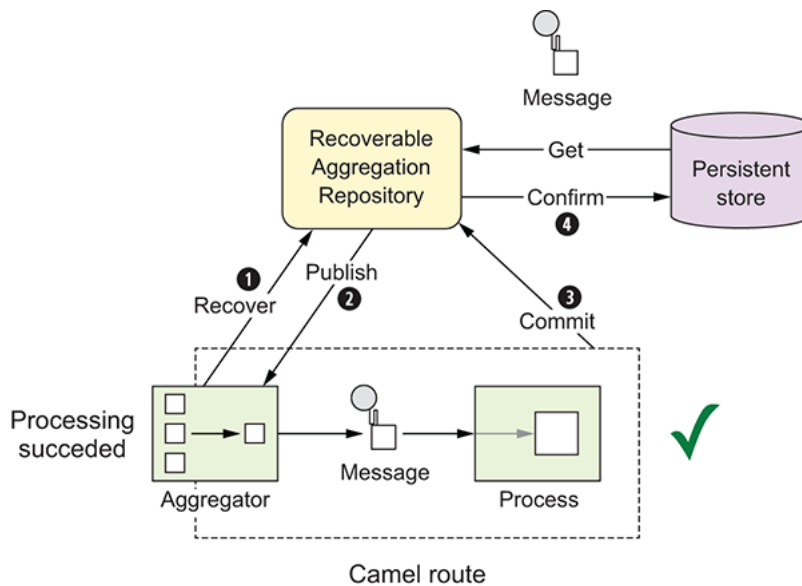 Message
Recoverable
Aggregation
Repository
Get
Persistent
store
Confirm
4
1
Recover
Publish
2
3
Commit
Processing
succeded
Message
Aggregator
Process
Camel route